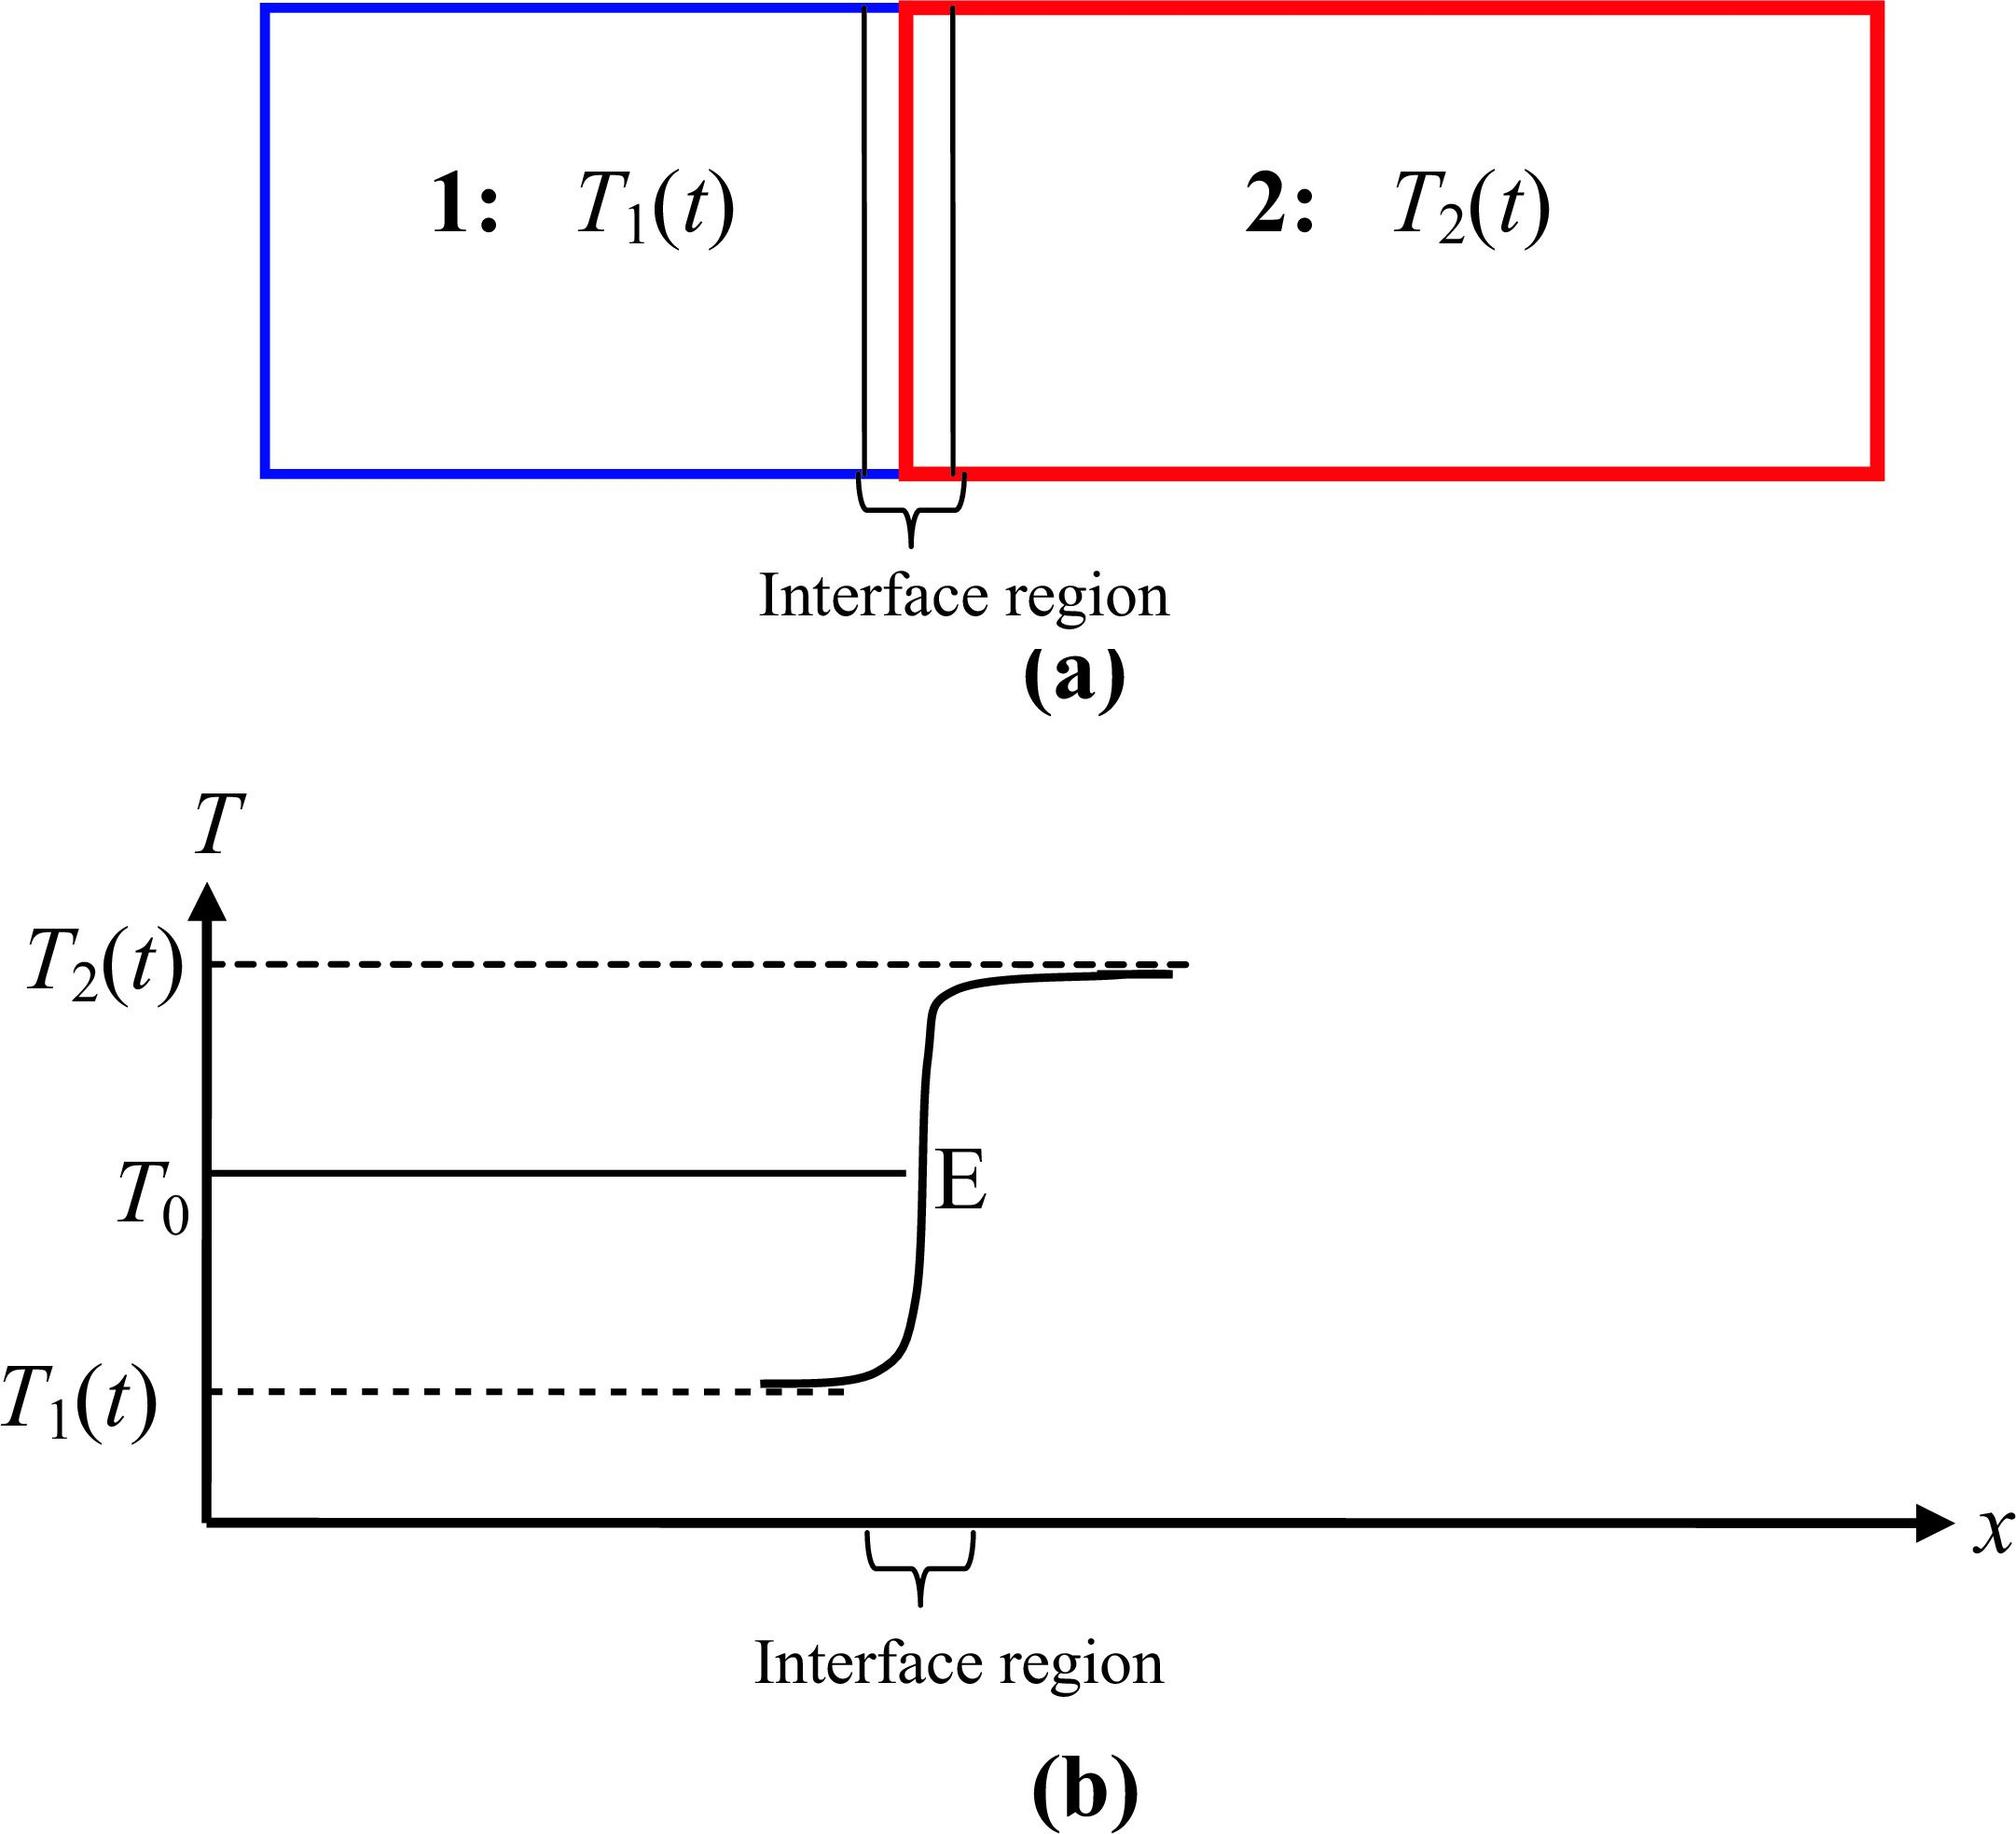 1: T₁(t) 2: T₂(t)
Interface region
(a)
T
T₂(t)
T₀ E
T₁(t)
x
Interface region
(b)